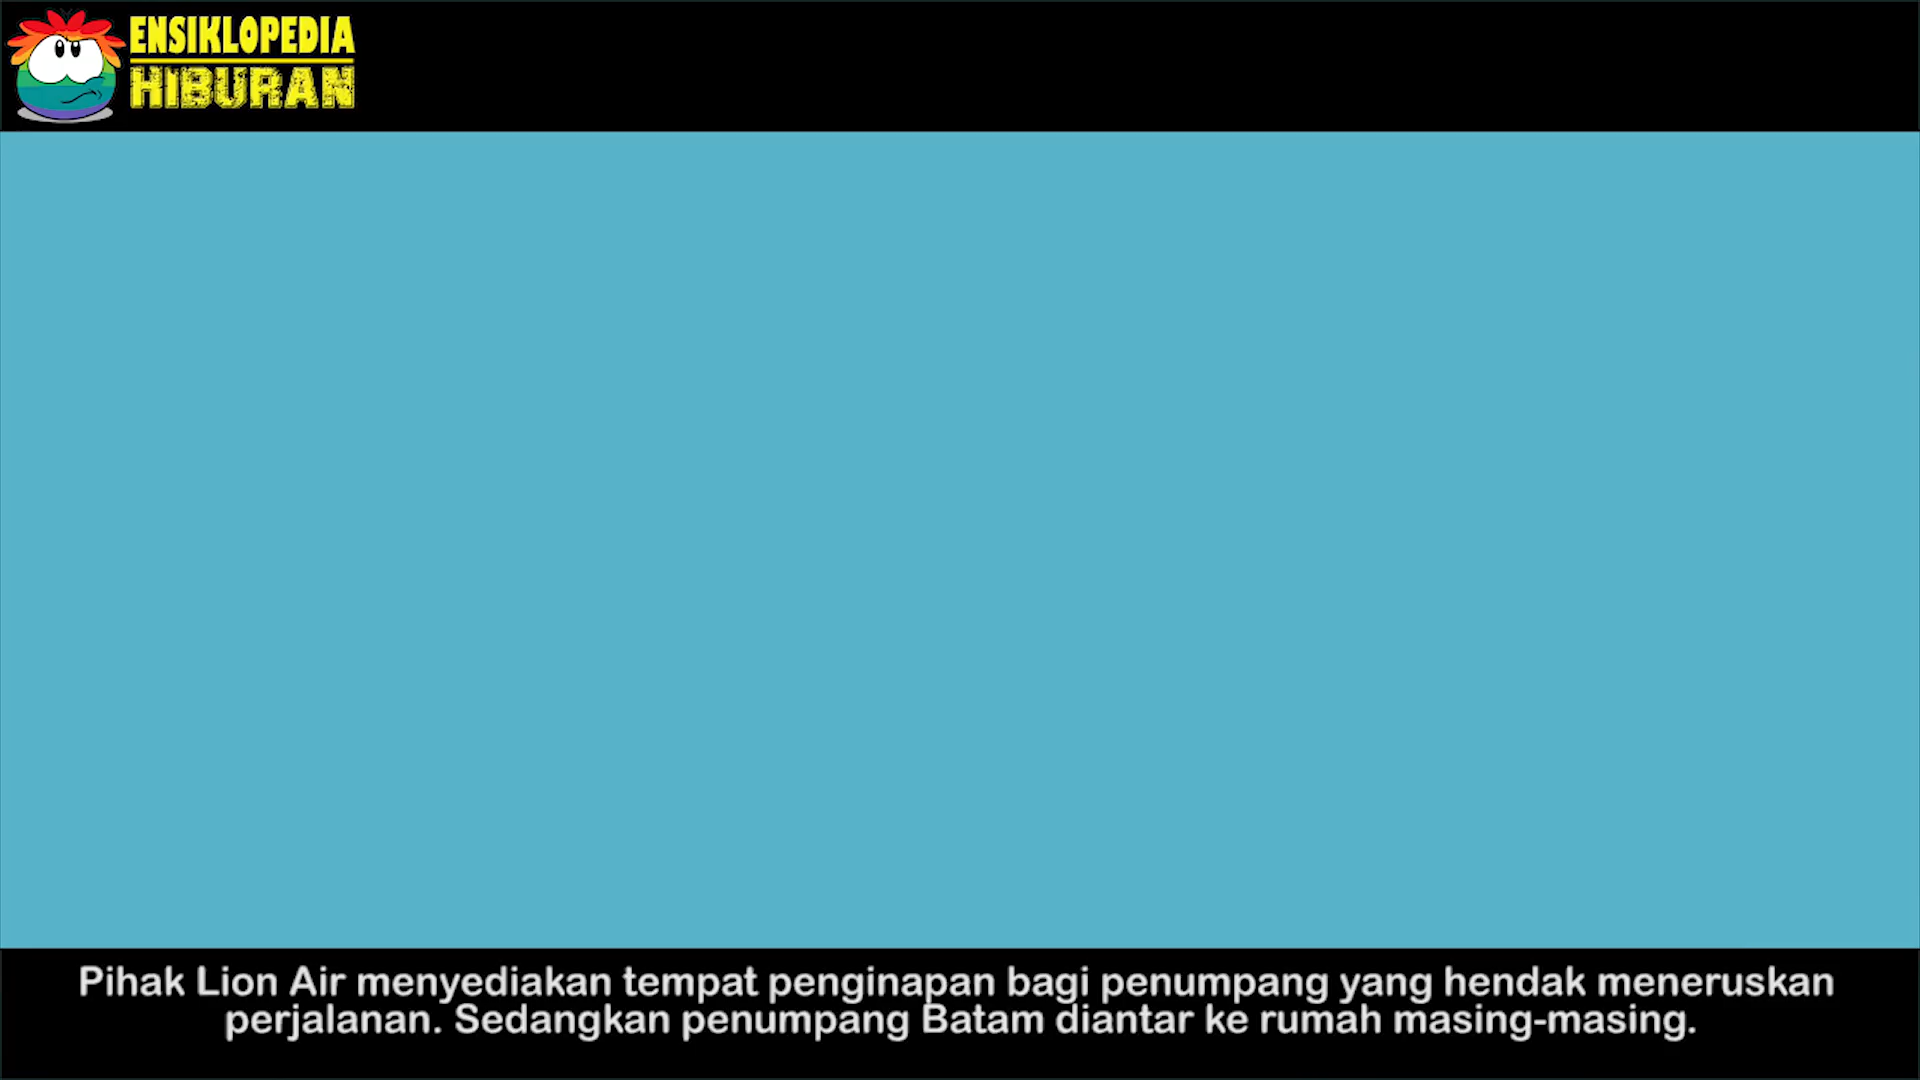 ENSIKLOPEDIA
HIBURAN
Pihak Lion Air menyediakan tempat penginapan bagi penumpang yang hendak meneruskan
perjalanan. Sedangkan penumpang Batam diantar ke rumah masing-masing.